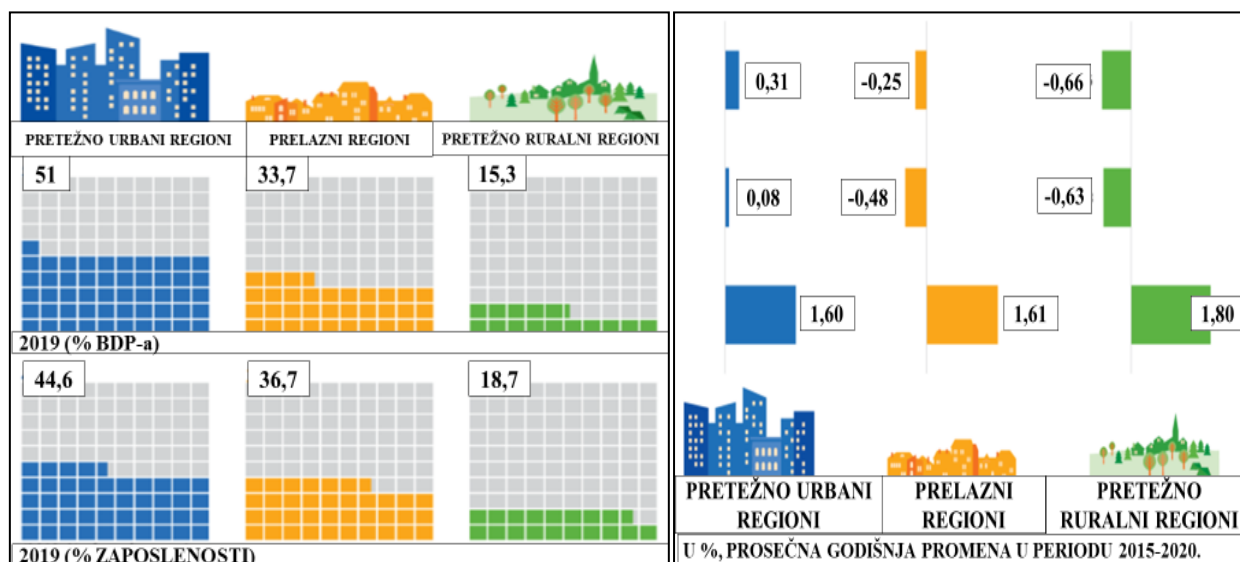 PRETEŽNO URBANI REGIONI
PRELAZNI REGIONI
PRETEŽNO RURALNI REGIONI
51
33,7
15,3
2019 (% BDP-a)
44,6
36,7
18,7
2019 (% ZAPOSLENOSTI)
0,31
-0,25
-0,66
0,08
-0,48
-0,63
1,60
1,61
1,80
PRETEŽNO URBANI
REGIONI
PRELAZNI
REGIONI
PRETEŽNO
RURALNI REGIONI
U %, PROSEČNA GODIŠNJA PROMENA U PERIODU 2015-2020.